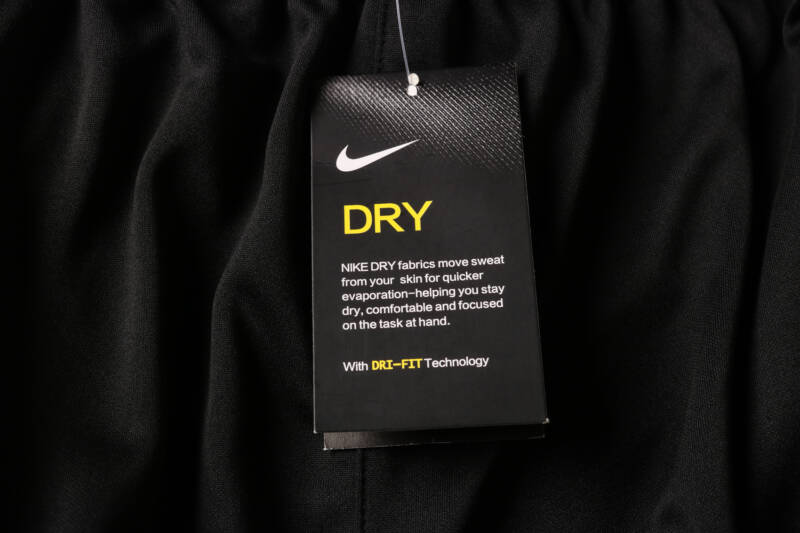 DRY
NIKE DRY fabrics move sweat
from your skin for quicker
evaporation-helping you stay
dry, comfortable and focused
on the task at hand.
With DRI-FIT Technology